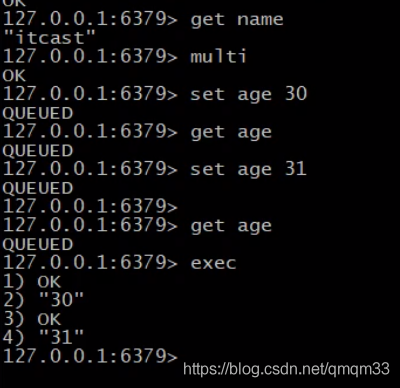 OK
127.0.0.1:6379> get name
"itcast"
127.0.0.1:6379> multi
OK
127.0.0.1:6379> set age 30
QUEUED
127.0.0.1:6379> get age
QUEUED
127.0.0.1:6379> set age 31
QUEUED
127.0.0.1:6379>
127.0.0.1:6379> get age
QUEUED
127.0.0.1:6379> exec
1) OK
2) "30"
3) OK
4) "31"
127.0.0.1:6379>
https://blog.csdn.net/qmqm33